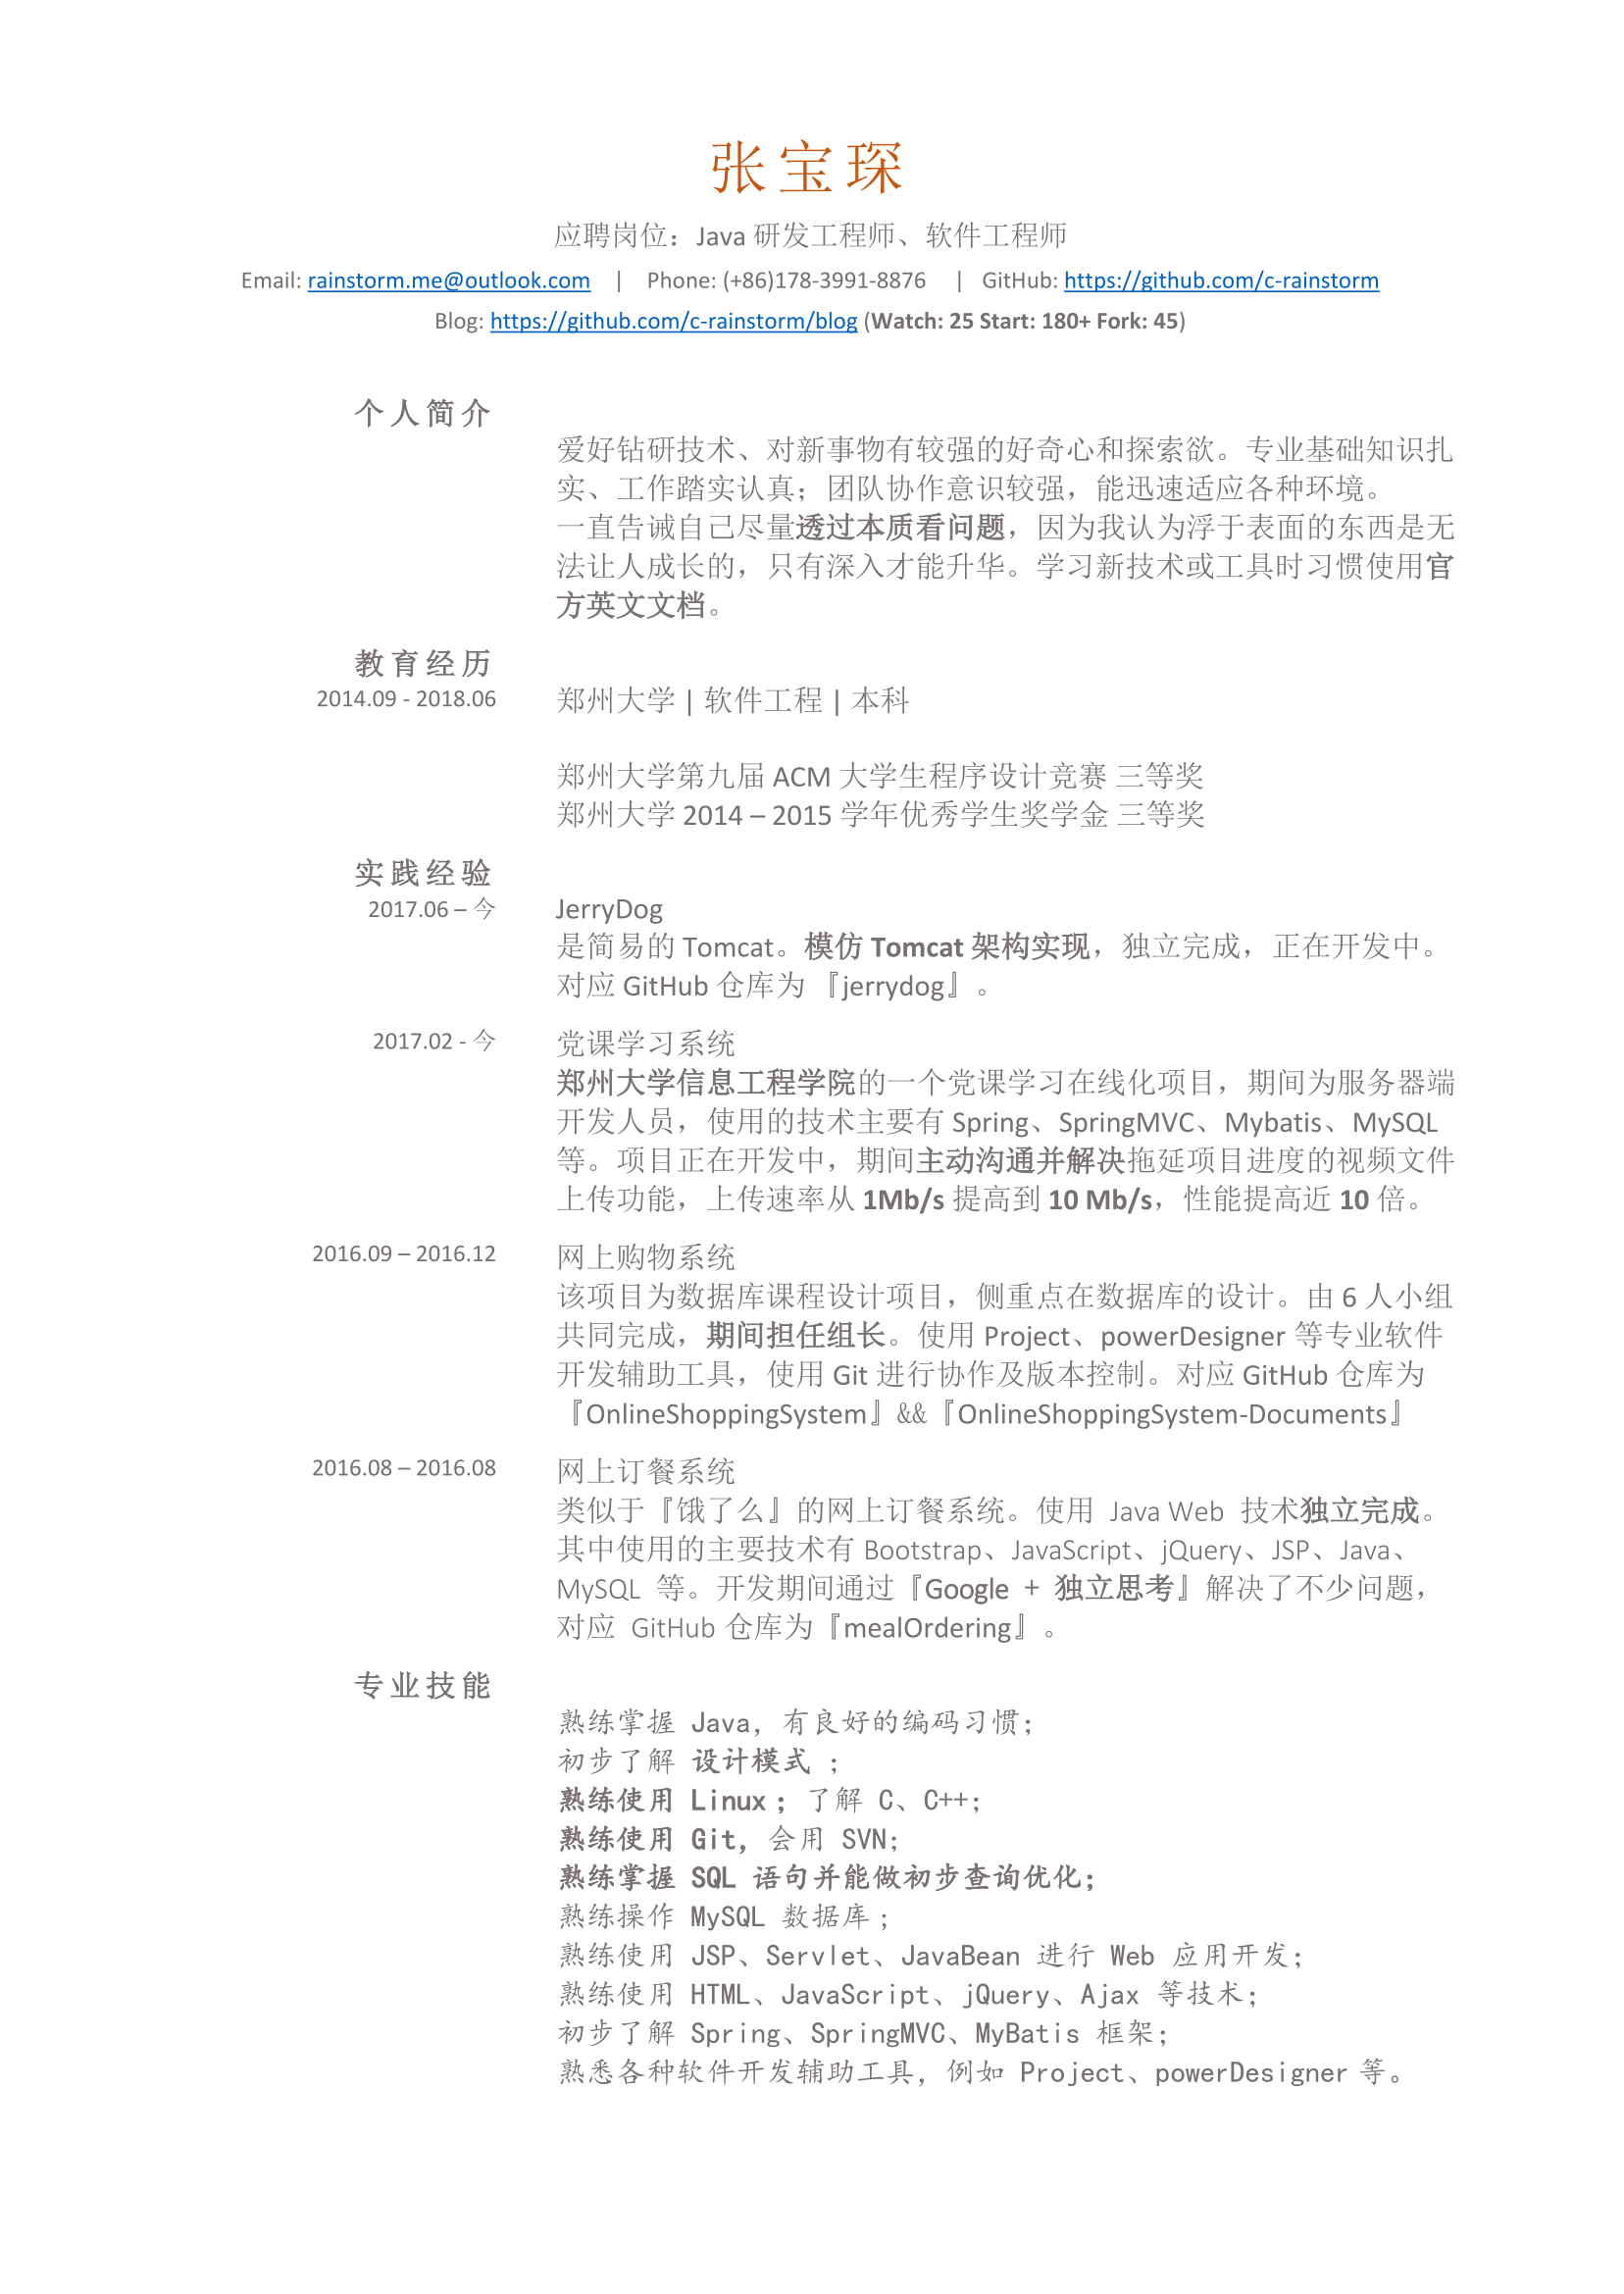 张宝琛
应聘岗位：Java 研发工程师、软件工程师
Email: rainstorm.me@outlook.com | Phone: (+86)178-3991-8876 | GitHub: https://github.com/c-rainstorm
Blog: https://github.com/c-rainstorm/blog (Watch: 25 Start: 180+ Fork: 45)
个人简介
爱好钻研技术、对新事物有较强的好奇心和探索欲。专业基础知识扎
实、工作踏实认真；团队协作意识较强，能迅速适应各种环境。
一直告诫自己尽量透过本质看问题，因为我认为浮于表面的东西是无
法让人成长的，只有深入才能升华。学习新技术或工具时习惯使用官
方英文文档。
教育经历
2014.09 - 2018.06 郑州大学 | 软件工程 | 本科
郑州大学第九届 ACM 大学生程序设计竞赛 三等奖
郑州大学 2014 – 2015 学年优秀学生奖学金 三等奖
实践经验
2017.06 – 今 JerryDog
是简易的 Tomcat。模仿 Tomcat 架构实现，独立完成，正在开发中。
对应 GitHub 仓库为 『jerrydog』。
2017.02 - 今 党课学习系统
郑州大学信息工程学院的一个党课学习在线化项目，期间为服务器端
开发人员，使用的技术主要有 Spring、SpringMVC、Mybatis、MySQL
等。项目正在开发中，期间主动沟通并解决拖延项目进度的视频文件
上传功能，上传速率从 1Mb/s 提高到 10 Mb/s，性能提高近 10 倍。
2016.09 – 2016.12 网上购物系统
该项目为数据库课程设计项目，侧重点在数据库的设计。由 6 人小组
共同完成，期间担任组长。使用 Project、powerDesigner 等专业软件
开发辅助工具，使用 Git 进行协作及版本控制。对应 GitHub 仓库为
『OnlineShoppingSystem』&&『OnlineShoppingSystem-Documents』
2016.08 – 2016.08 网上订餐系统
类似于『饿了么』的网上订餐系统。使用 Java Web 技术独立完成。
其中使用的主要技术有 Bootstrap、JavaScript、jQuery、JSP、Java、
MySQL 等。开发期间通过『Google + 独立思考』解决了不少问题，
对应 GitHub 仓库为『mealOrdering』。
专业技能
熟练掌握 Java，有良好的编码习惯；
初步了解 设计模式 ；
熟练使用 Linux ；了解 C、C++；
熟练使用 Git，会用 SVN；
熟练掌握 SQL 语句并能做初步查询优化；
熟练操作 MySQL 数据库 ；
熟练使用 JSP、Servlet、JavaBean 进行 Web 应用开发；
熟练使用 HTML、JavaScript、jQuery、Ajax 等技术；
初步了解 Spring、SpringMVC、MyBatis 框架；
熟悉各种软件开发辅助工具，例如 Project、powerDesigner 等。